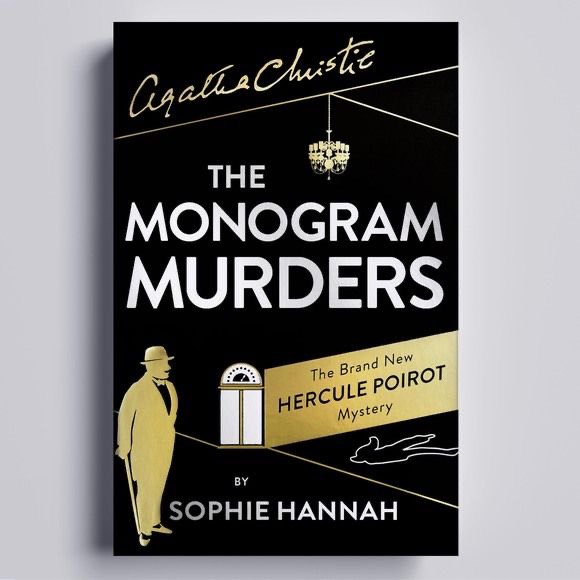 Agatha Christie
THE
MONOGRAM
MURDERS
The Brand New
HERCULE POIROT
Mystery
BY
SOPHIE HANNAH